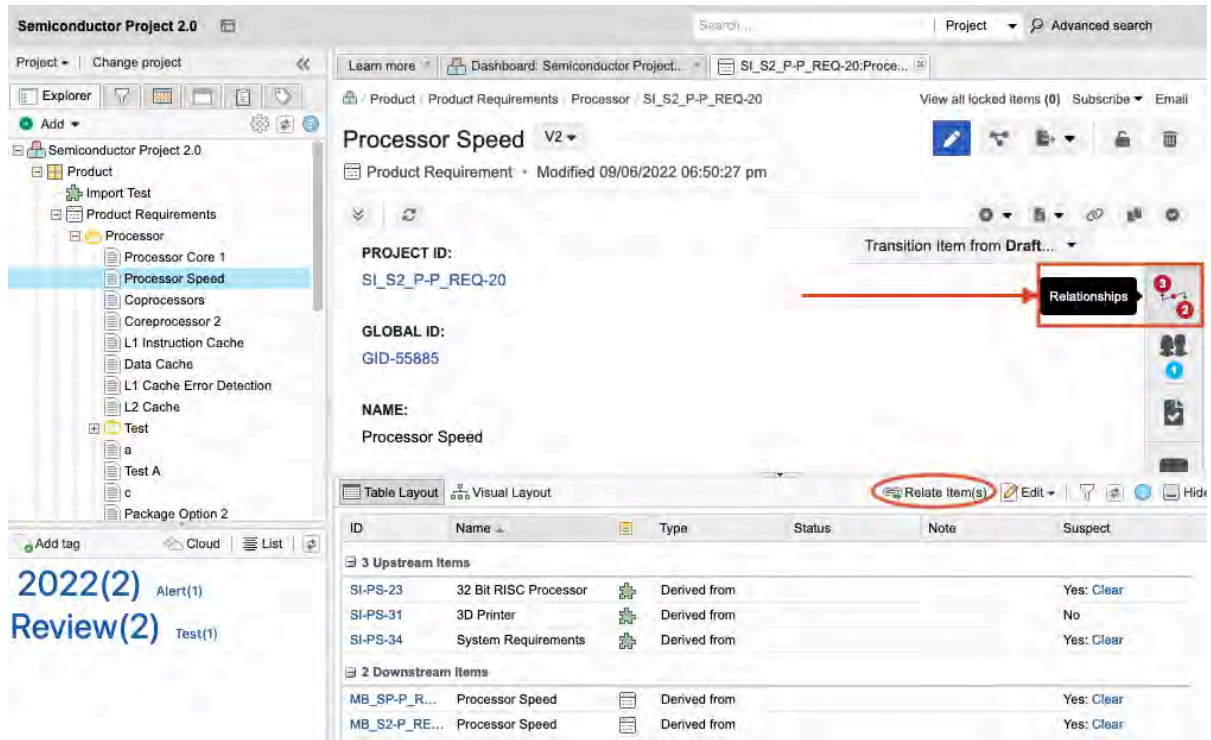 Semiconductor Project 2.0
Search...
Project
Advanced search
Project
Change project
Learn more
Dashboard: Semiconductor Project...
SI_S2_P-P_REQ-20:Proce...
Explorer
Add
Semiconductor Project 2.0
Product
Import Test
Product Requirements
Processor
Processor Core 1
Processor Speed
Coprocessors
Coreprocessor 2
L1 Instruction Cache
Data Cache
L1 Cache Error Detection
L2 Cache
Test
a
Test A
c
Package Option 2
Add tag
Cloud
List
2022(2) Alert(1)
Review(2) Test(1)
Product Product Requirements Processor SI_S2_P-P_REQ-20
View all locked items (0) Subscribe Email
Processor Speed V2
Product Requirement • Modified 09/06/2022 06:50:27 pm
Transition Item from Draft...
PROJECT ID:
SI_S2_P-P_REQ-20
Relationships
3
2
1
GLOBAL ID:
GID-55885
NAME:
Processor Speed
Table Layout Visual Layout Relate Item(s) Edit Hide
ID Name Type Status Note Suspect
3 Upstream Items
SI-PS-23 32 Bit RISC Processor Derived from Yes: Clear
SI-PS-31 3D Printer Derived from No
SI-PS-34 System Requirements Derived from Yes: Clear
2 Downstream Items
MB_SP-P_R... Processor Speed Derived from Yes: Clear
MB_S2-P_RE... Processor Speed Derived from Yes: Clear